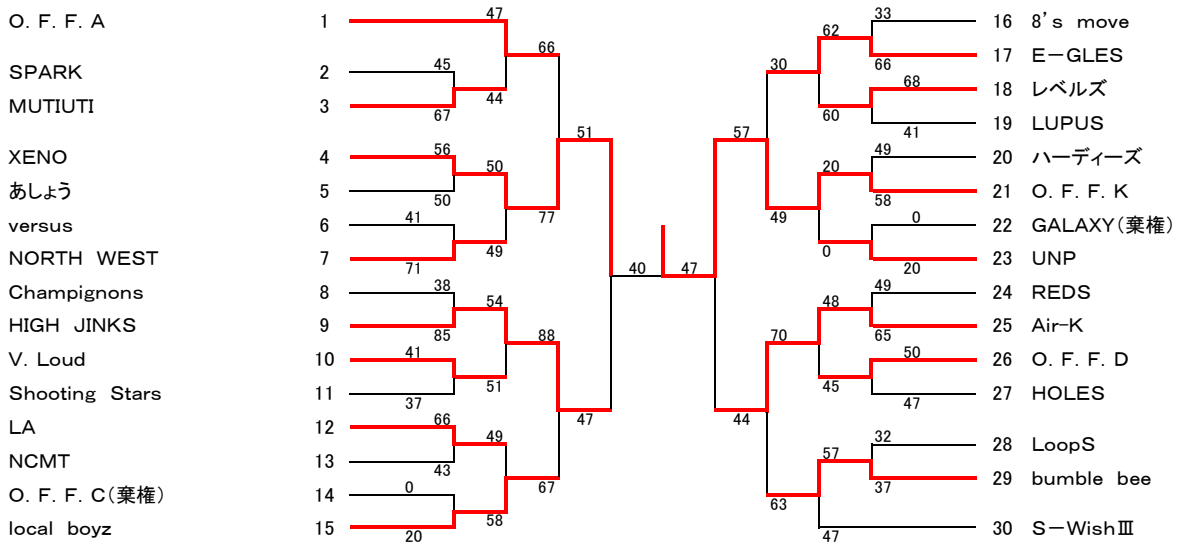 O. F. F. A 1
SPARK 2
MUTIUTI 3
XENO 4
あしょう 5
versus 6
NORTH WEST 7
Champignons 8
HIGH JINKS 9
V. Loud 10
Shooting Stars 11
LA 12
NCMT 13
O. F. F. C(棄権) 14
local boyz 15
47
45
67
56
50
41
71
38
85
41
37
66
43
0
20
66
44
50
49
54
51
49
58
51
77
88
67
47
40
47
57
44
30
49
70
63
62
60
20
0
48
45
57
47
33
66
68
41
49
58
0
20
49
65
50
47
32
37
16 8's move
17 E-GLES
18 レベルズ
19 LUPUS
20 ハーディーズ
21 O. F. F. K
22 GALAXY(棄権)
23 UNP
24 REDS
25 Air-K
26 O. F. F. D
27 HOLES
28 LoopS
29 bumble bee
30 S-WishⅢ